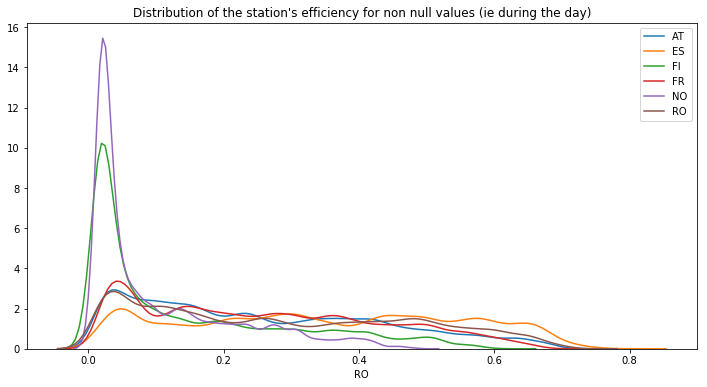 Distribution of the station's efficiency for non null values (ie during the day)
16
14
12
10
8
6
4
2
0
AT
ES
FI
FR
NO
RO
0.0 0.2 0.4 0.6 0.8
RO